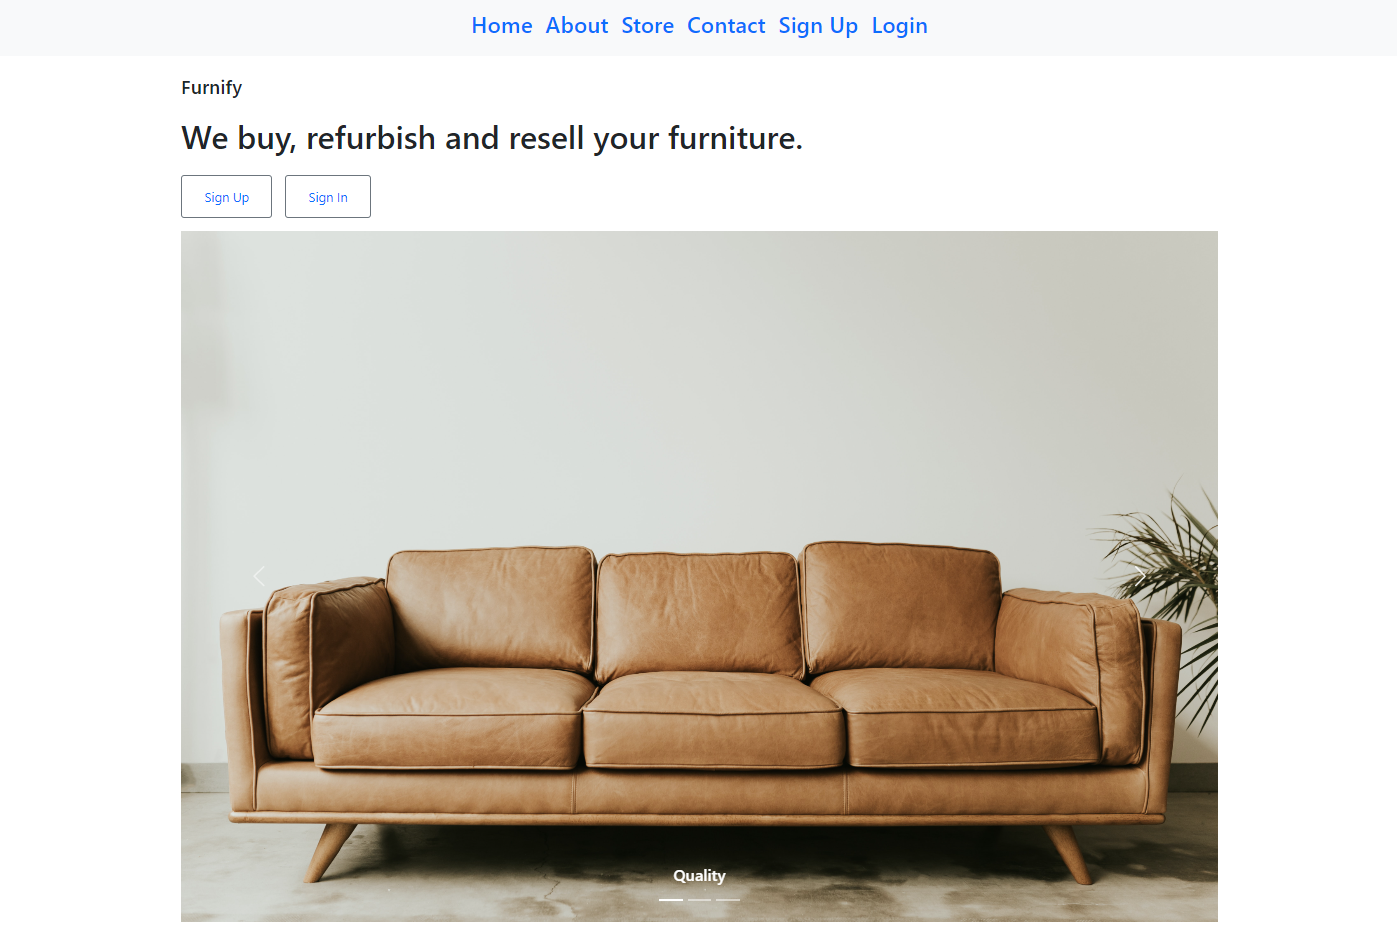 Home About Store Contact Sign Up Login
Furnify
We buy, refurbish and resell your furniture.
Sign Up Sign In
Quality